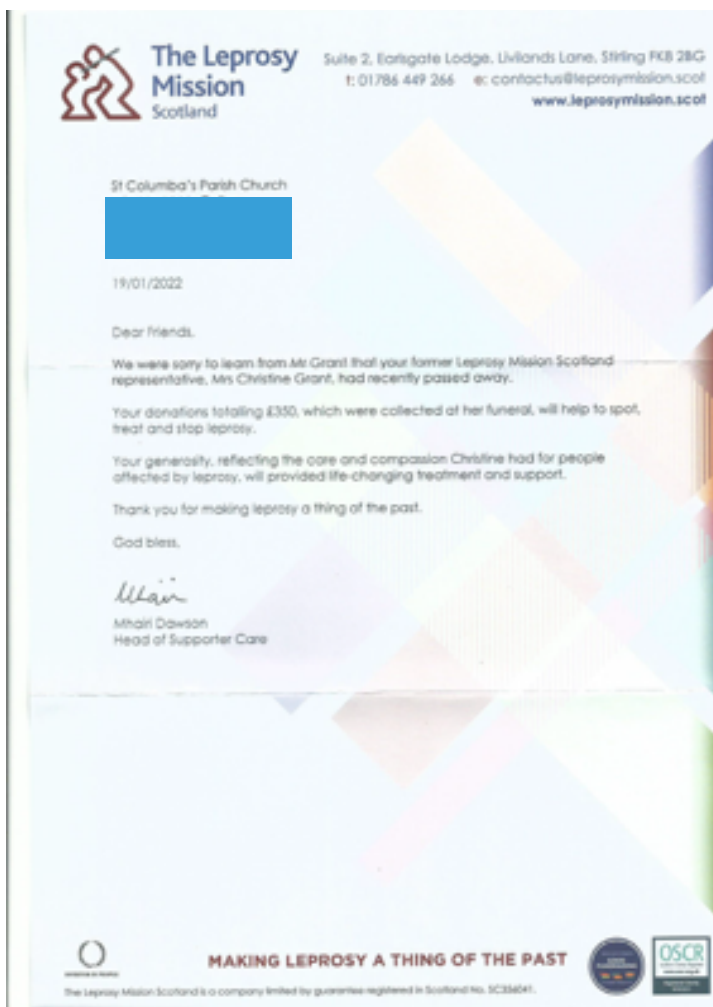 The Leprosy
Mission
Scotland
Suite 2, Earlsgate Lodge, Livilands Lane, Stirling FK8 2BG
t: 01786 449 266 e: contactus@leprosymission.scot
www.leprosymission.scot
St Columba's Parish Church
19/01/2022
Dear Friends,
We were sorry to learn from Mr Grant that your former Leprosy Mission Scotland
representative, Mrs Christine Grant, had recently passed away.
Your donations totalling £350, which were collected at her funeral, will help to spot,
treat and stop leprosy.
Your generosity, reflecting the care and compassion Christine had for people
affected by leprosy, will provided life-changing treatment and support.
Thank you for making leprosy a thing of the past.
God bless,
Mhairi
Mhairi Dawson
Head of Supporter Care
MAKING LEPROSY A THING OF THE PAST
OSCR
The Leprosy Mission Scotland is a company limited by guarantee registered in Scotland No.